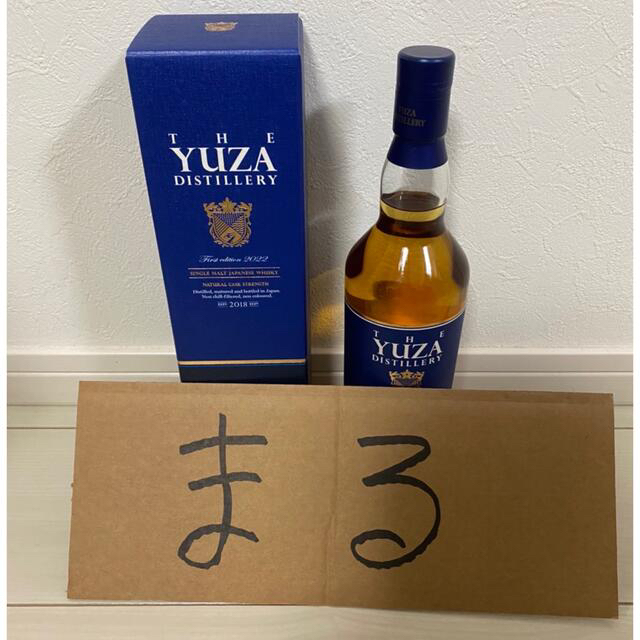 THE
YUZA
DISTILLERY
First edition 2022
SINGLE MALT JAPANESE WHISKY
NATURAL CASK STRENGTH
Distilled, matured and bottled in Japan.
Non chill-filtered, non coloured.
2018
YUZA
DISTILLERY
THE
YUZA
DISTILLERY
まる